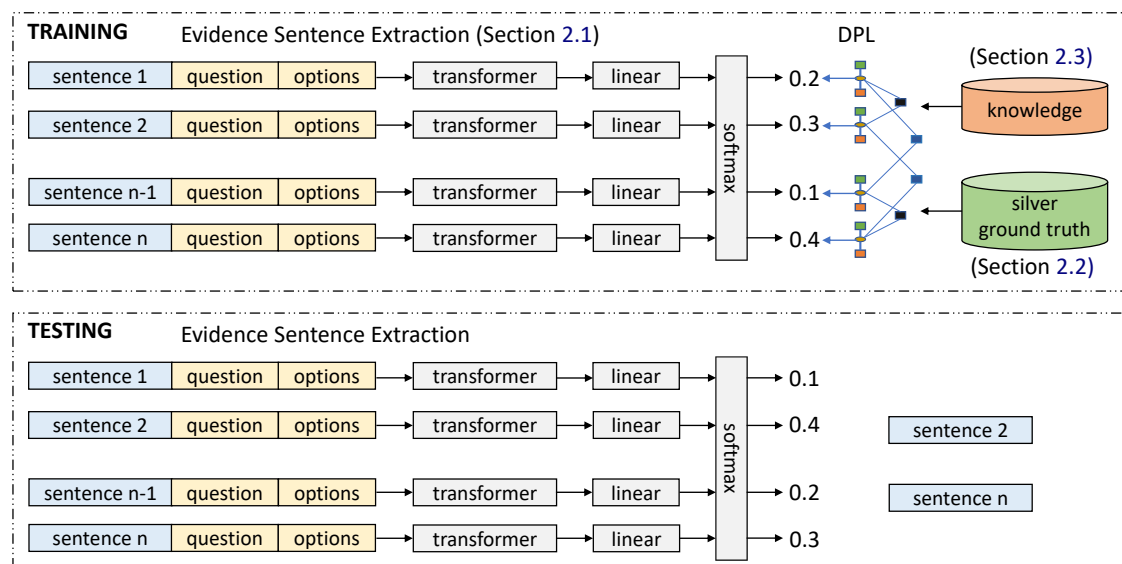 TRAINING Evidence Sentence Extraction (Section 2.1) DPL
(Section 2.3)
sentence 1 question options transformer linear 0.2
knowledge
sentence 2 question options transformer linear 0.3
softmax
sentence n-1 question options transformer linear 0.1
silver
ground truth
sentence n question options transformer linear 0.4
(Section 2.2)
TESTING Evidence Sentence Extraction
sentence 1 question options transformer linear 0.1
sentence 2 question options transformer linear 0.4
sentence 2
softmax
sentence n-1 question options transformer linear 0.2
sentence n
sentence n question options transformer linear 0.3